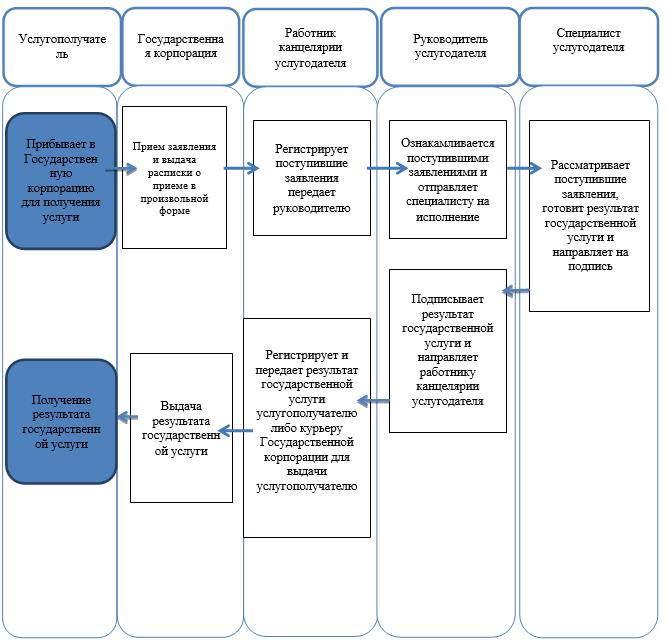 Услугополучате
ль
Государственна
я корпорация
Работник
канцелярии
услугодателя
Руководитель
услугодателя
Специалист
услугодателя
Прибывает в
Государствен
ную
корпорацию
для получения
услуги
Прием заявления
и выдача
расписки о
приеме в
произвольной
форме
Регистрирует
поступившие
заявления
передает
руководителю
Ознакамливается
поступившими
заявлениями и
отправляет
специалисту на
исполнение
Рассматривает
поступившие
заявления,
готовит результат
государственной
услуги и
направляет на
подпись
Подписывает
результат
государственной
услуги и
направляет
работнику
канцелярии
услугодателя
Регистрирует и
передает результат
государственной
услуги
услугополучателю
либо курьеру
Государственной
корпорации для
выдачи
услугополучателю
Выдача
результата
государственн
ой услуги
Получение
результата
государственн
ой услуги